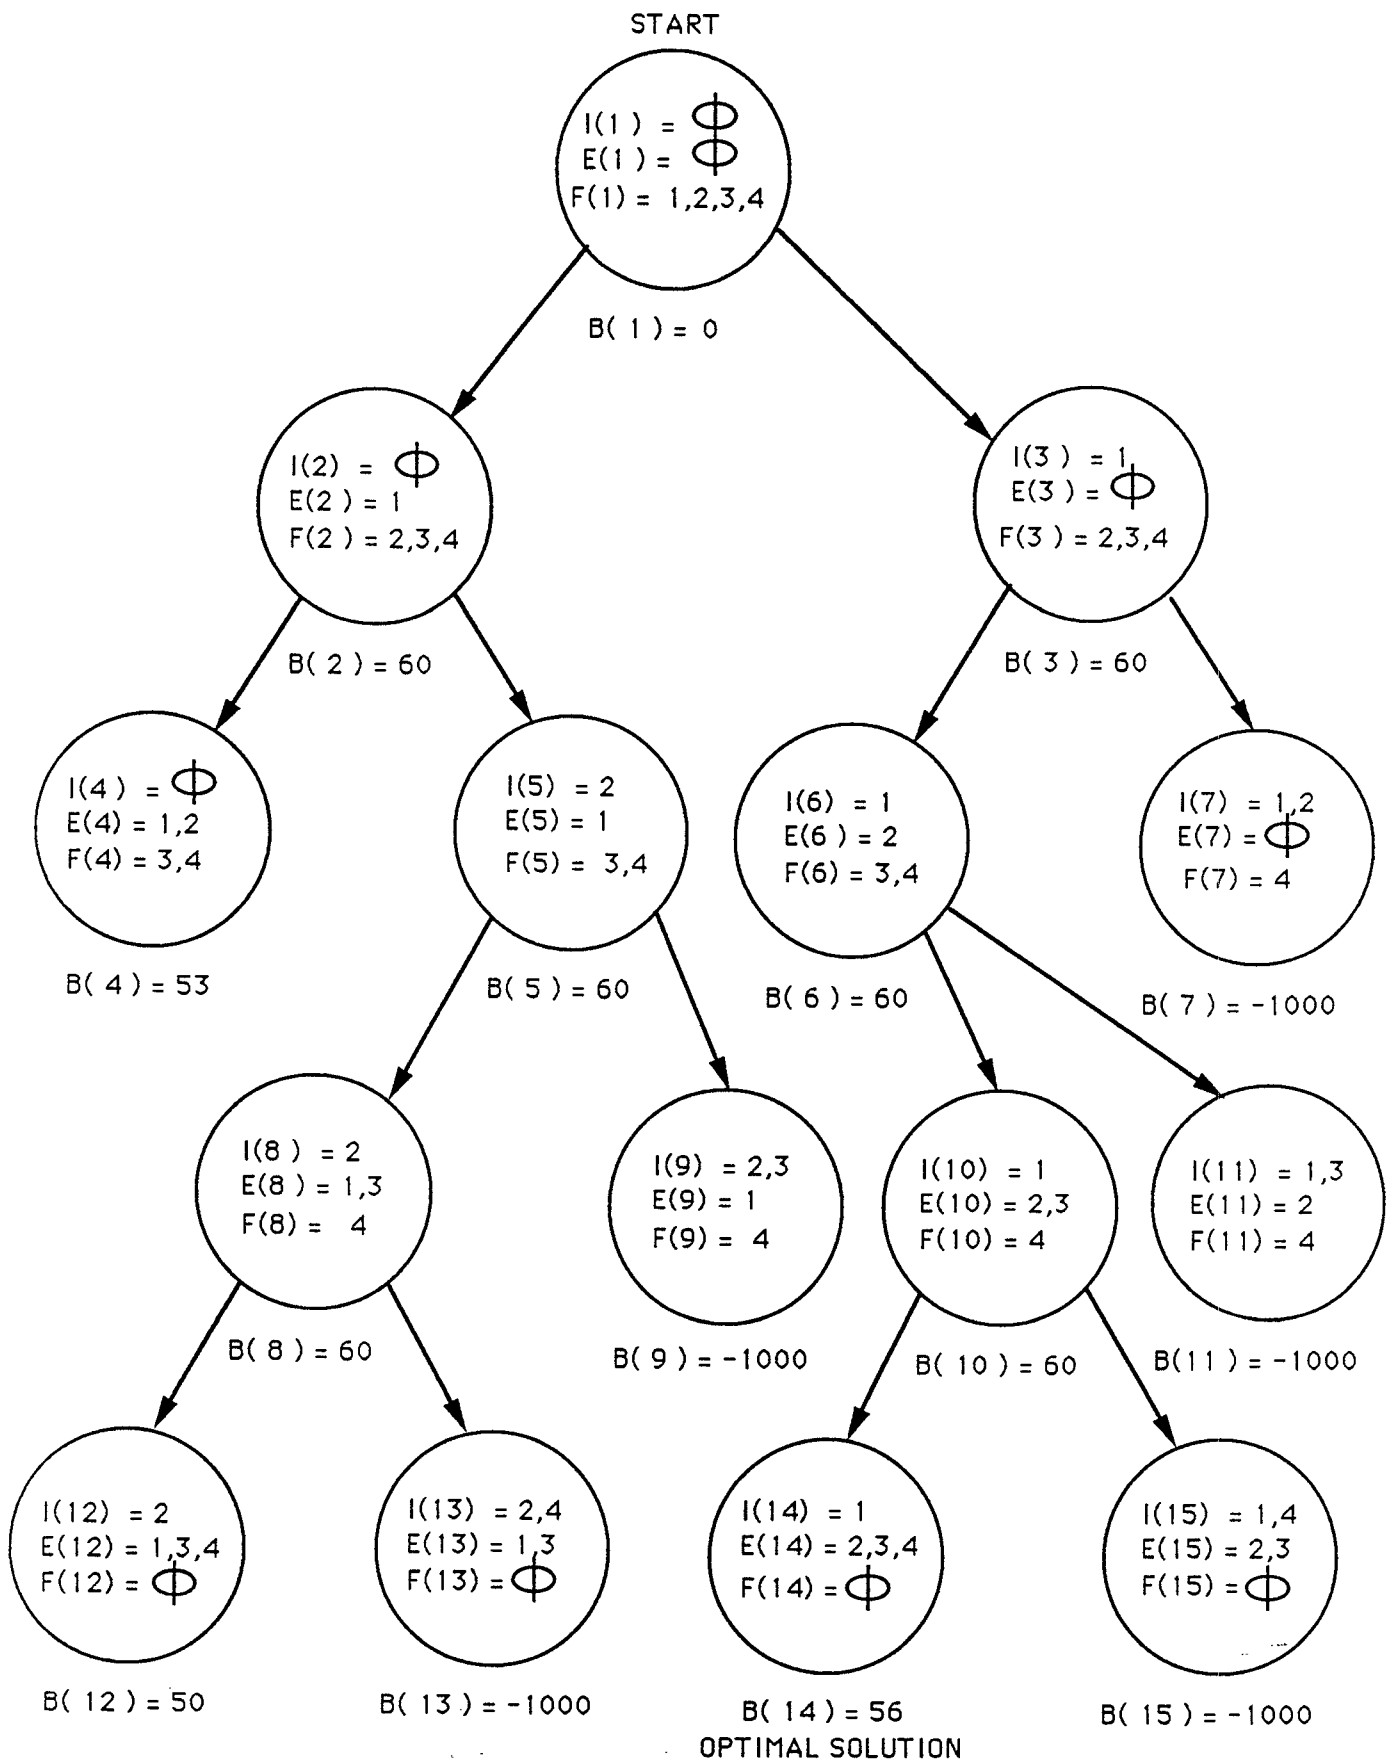 START
I(1) = ϕ
E(1) = ϕ
F(1) = 1,2,3,4
B(1) = 0
I(2) = ϕ
E(2) = 1
F(2) = 2,3,4
B(2) = 60
I(3) = 1
E(3) = ϕ
F(3) = 2,3,4
B(3) = 60
I(4) = ϕ
E(4) = 1,2
F(4) = 3,4
B(4) = 53
I(5) = 2
E(5) = 1
F(5) = 3,4
B(5) = 60
I(6) = 1
E(6) = 2
F(6) = 3,4
B(6) = 60
I(7) = 1,2
E(7) = ϕ
F(7) = 4
B(7) = -1000
I(8) = 2
E(8) = 1,3
F(8) = 4
B(8) = 60
I(9) = 2,3
E(9) = 1
F(9) = 4
B(9) = -1000
I(10) = 1
E(10) = 2,3
F(10) = 4
B(10) = 60
I(11) = 1,3
E(11) = 2
F(11) = 4
B(11) = -1000
I(12) = 2
E(12) = 1,3,4
F(12) = ϕ
B(12) = 50
I(13) = 2,4
E(13) = 1,3
F(13) = ϕ
B(13) = -1000
I(14) = 1
E(14) = 2,3,4
F(14) = ϕ
B(14) = 56
OPTIMAL SOLUTION
I(15) = 1,4
E(15) = 2,3
F(15) = ϕ
B(15) = -1000